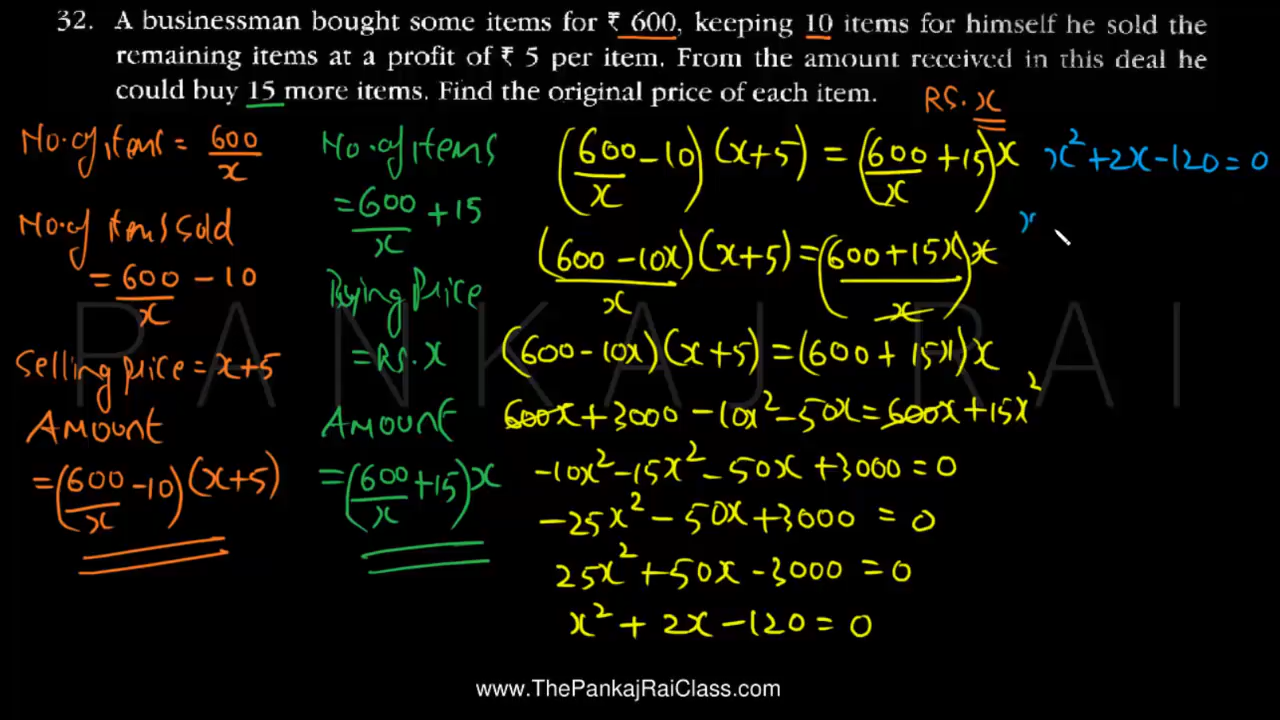 32. A businessman bought some items for ₹ 600, keeping 10 items for himself he sold the
remaining items at a profit of ₹ 5 per item. From the amount received in this deal he
could buy 15 more items. Find the original price of each item.
RS. x
No. of items = 600/x
No. of items sold
= 600/x - 10
Selling price = x+5
Amount
= (600/x - 10)(x+5)
No. of items
= 600/x + 15
Buying Price
= Rs. x
Amount
= (600/x + 15)x
(600/x - 10)(x+5) = (600/x + 15)x
((600 - 10x)/x)(x+5) = ((600 + 15x)/x)x
(600 - 10x)(x+5) = (600 + 15x)x
600x + 3000 - 10x² - 50x = 600x + 15x²
-10x² - 15x² - 50x + 3000 = 0
-25x² - 50x + 3000 = 0
25x² + 50x - 3000 = 0
x² + 2x - 120 = 0
x² + 2x - 120 = 0
x
PANKAJ RAI
www.ThePankajRaiClass.com